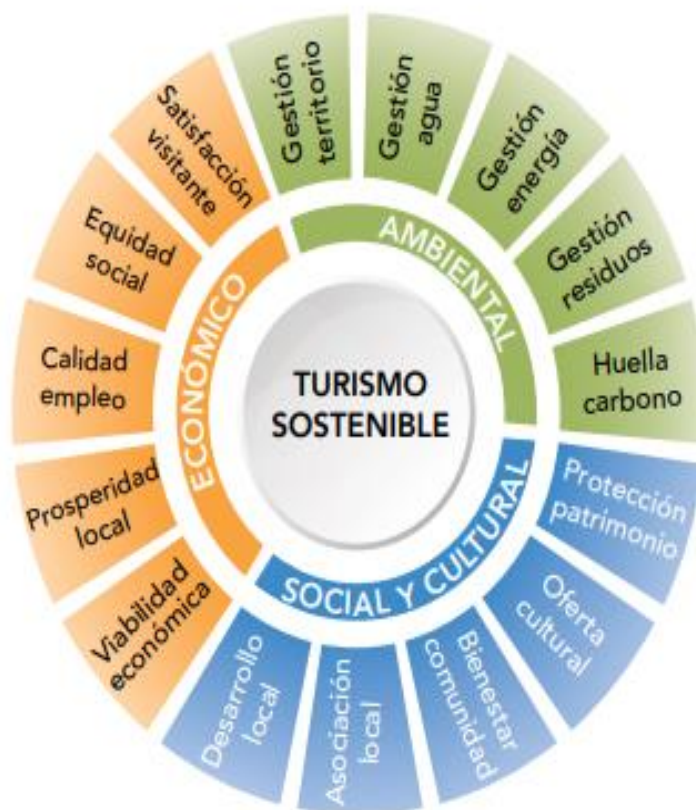 TURISMO
SOSTENIBLE
AMBIENTAL
Gestión
territorio
Gestión
agua
Gestión
energía
Gestión
residuos
Huella
carbono
SOCIAL Y CULTURAL
Protección
patrimonio
Oferta
cultural
Bienestar
comunidad
Asociación
local
Desarrollo
local
ECONÓMICO
Viabilidad
económica
Prosperidad
local
Calidad
empleo
Equidad
social
Satisfacción
visitante